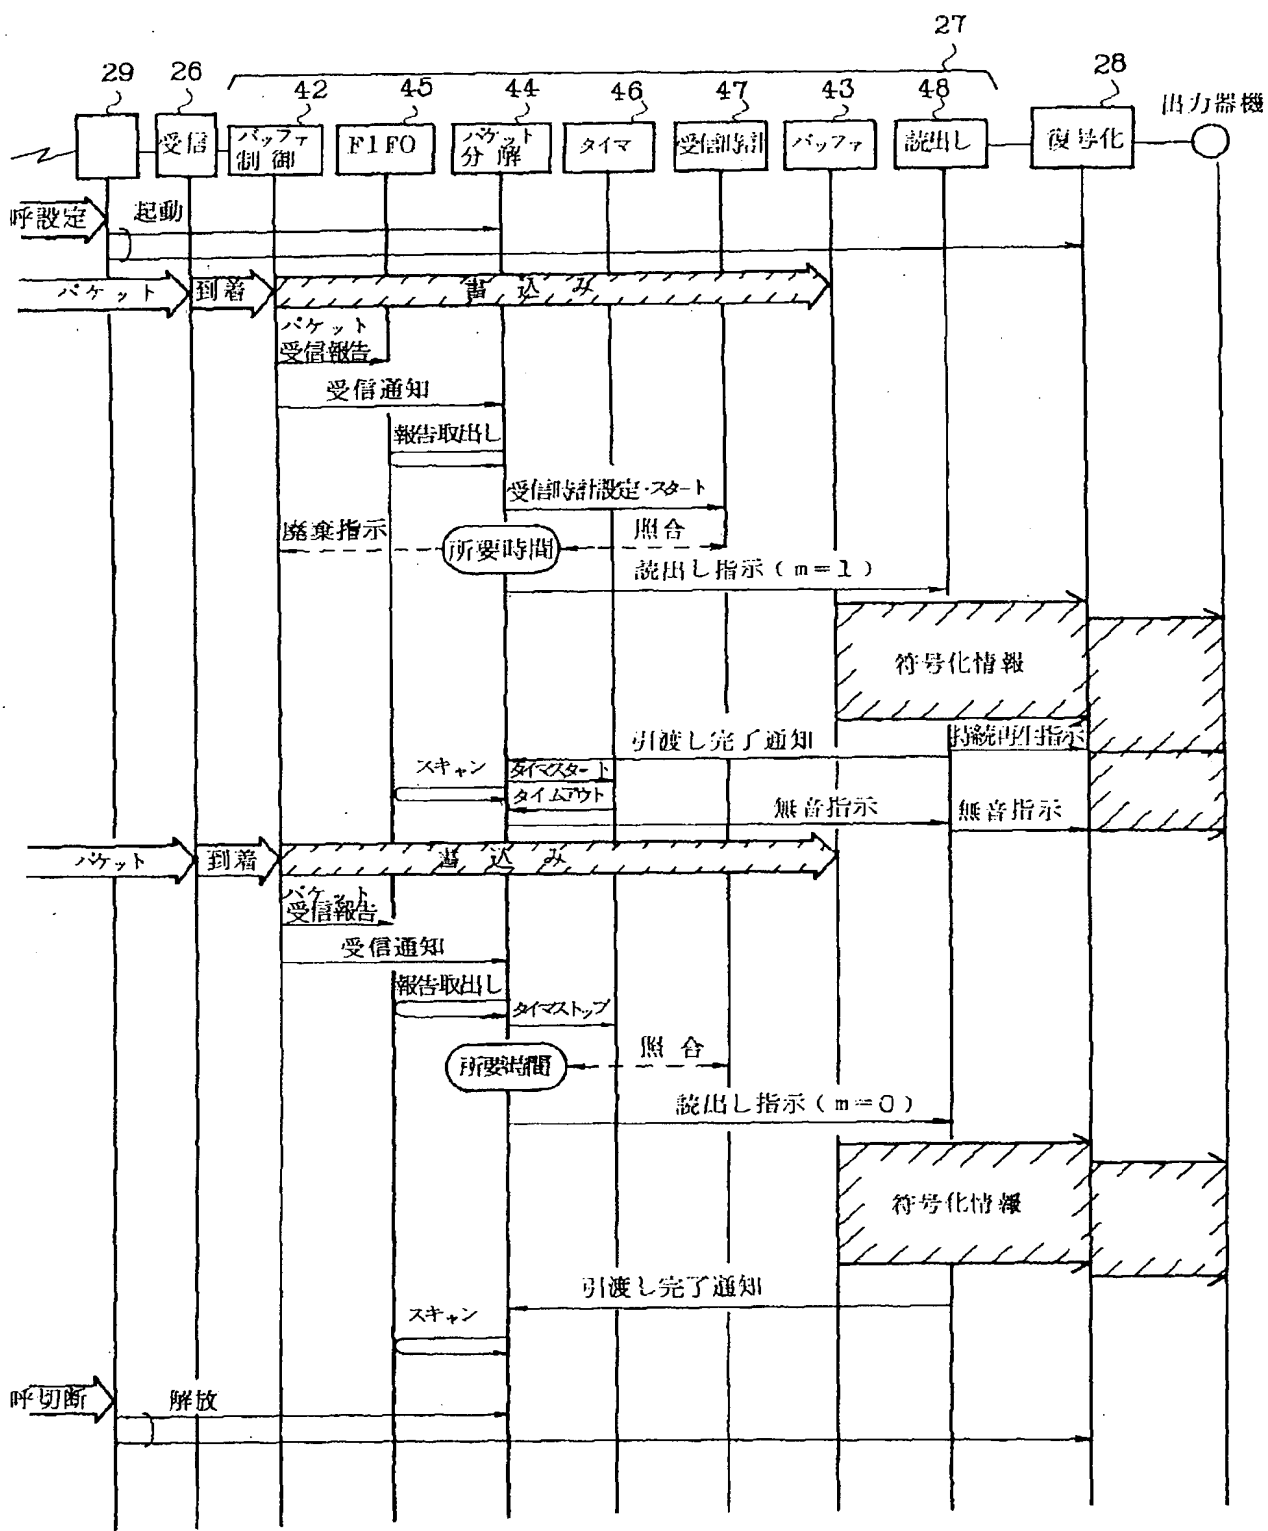 27
29 26 42 45 44 46 47 43 48 28
出力器機
受信
バッファ
制御
FIFO
パケット
分解
タイマ
受信時計
バッファ
読出し
復号化
呼設定
起動
パケット 到着 書込み
パケット
受信報告
受信通知
報告取出し
受信時計設定・スタート
廃棄指示
所要時間
照合
読出し指示(m=1)
符号化情報
引渡し完了通知
持続再生指示
スキャン
タイマスタート
タイムアウト
無音指示 無音指示
パケット 到着 書込み
パケット
受信報告
受信通知
報告取出し
タイマストップ
所要時間
照合
読出し指示(m=0)
符号化情報
引渡し完了通知
スキャン
呼切断
解放